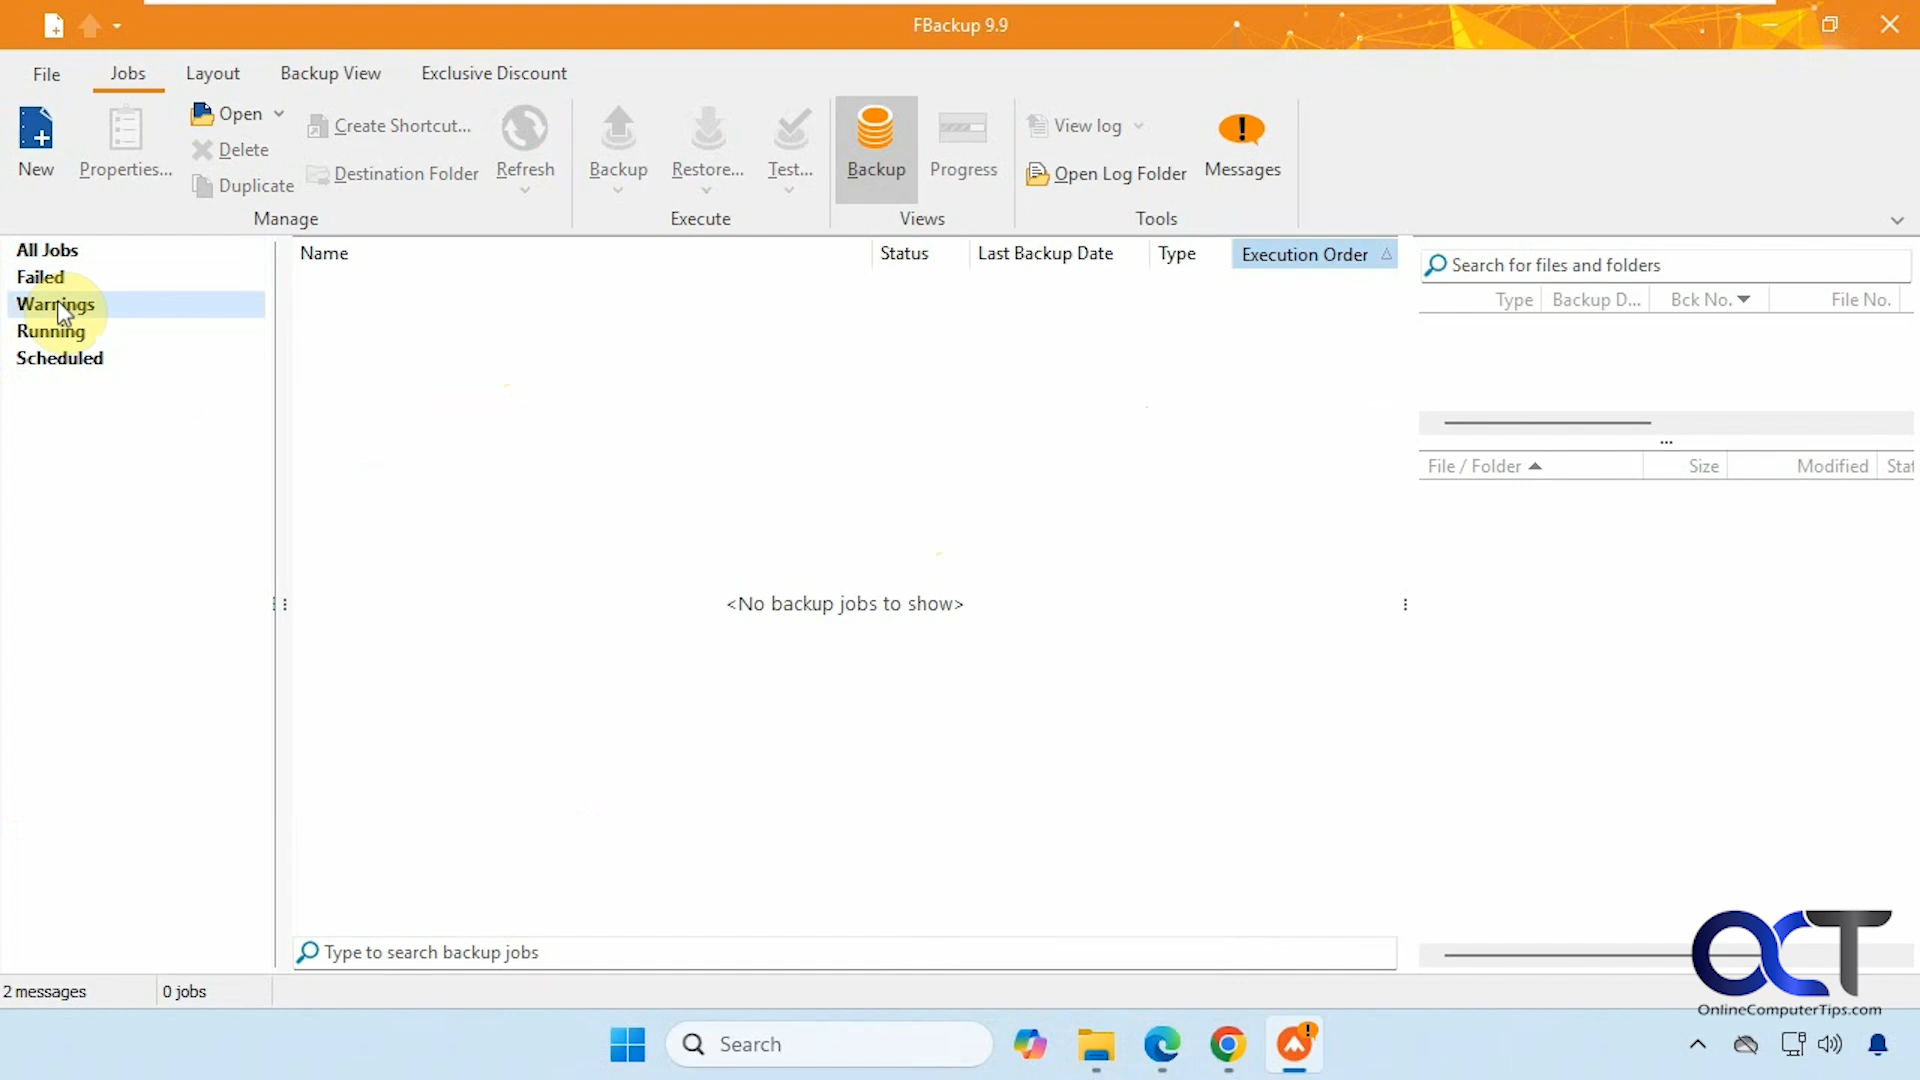 FBackup 9.9
File Jobs Layout Backup View Exclusive Discount
New
Properties...
Open
Delete
Duplicate
Create Shortcut...
Destination Folder
Refresh
Manage
Backup
Restore...
Test...
Execute
Backup
Progress
Views
View log
Open Log Folder
Messages
Tools
All Jobs
Failed
Warnings
Running
Scheduled
Name Status Last Backup Date Type Execution Order
<No backup jobs to show>
Type to search backup jobs
Search for files and folders
Type Backup D... Bck No. File No.
...
File / Folder Size Modified Stat
2 messages 0 jobs
OCT
OnlineComputerTips.com
Search